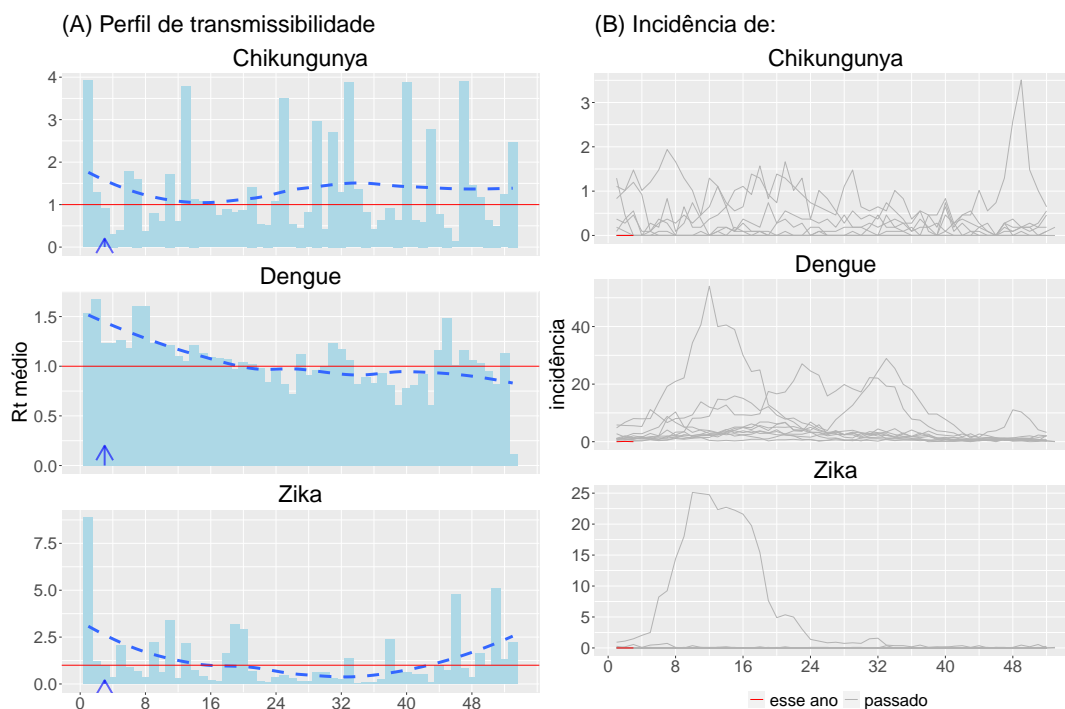 (A) Perfil de transmissibilidade
Chikungunya
4
3
2
1
0
Dengue
Rt médio
1.5
1.0
0.5
0.0
Zika
7.5
5.0
2.5
0.0
0 8 16 24 32 40 48
(B) Incidência de:
Chikungunya
3
2
1
0
Dengue
incidência
40
20
0
Zika
25
20
15
10
5
0
0 8 16 24 32 40 48
esse ano passado